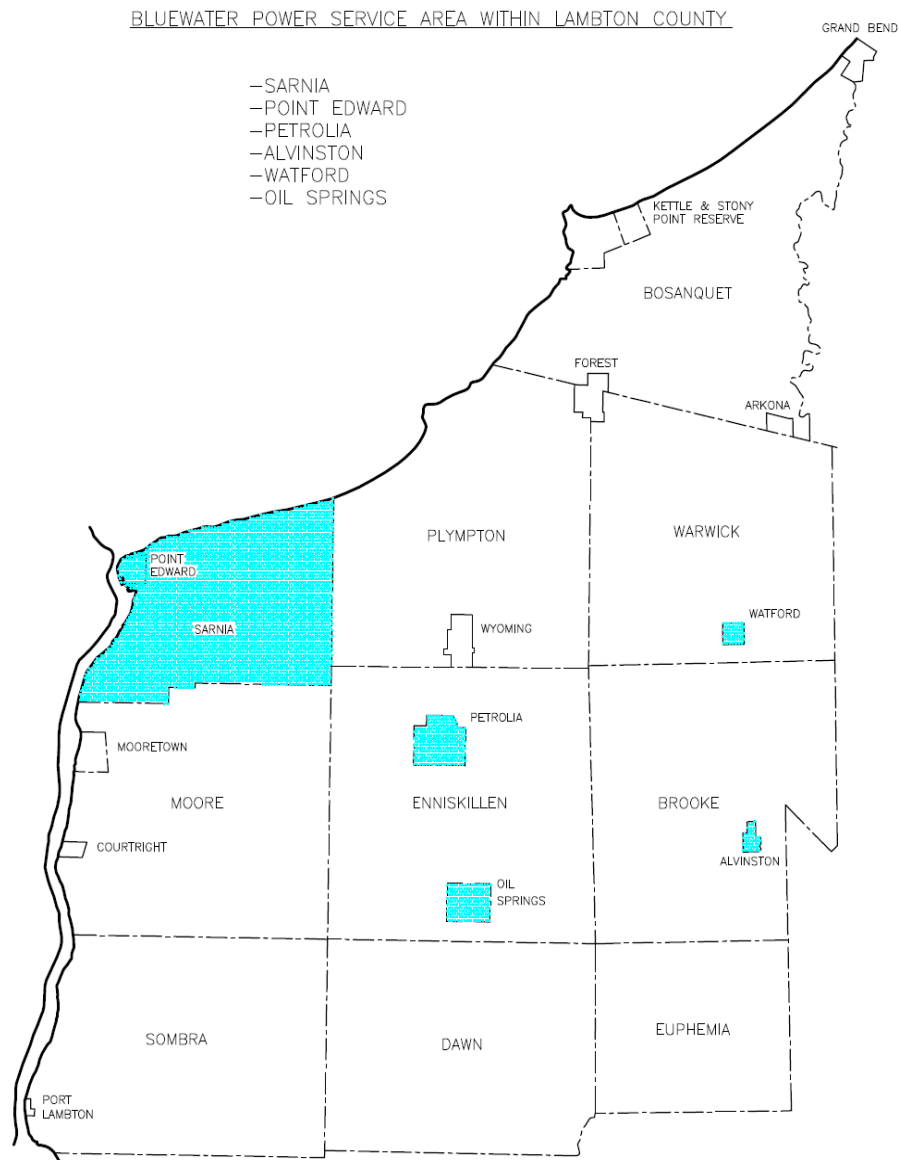 BLUEWATER POWER SERVICE AREA WITHIN LAMBTON COUNTY
GRAND BEND
–SARNIA
–POINT EDWARD
–PETROLIA
–ALVINSTON
–WATFORD
–OIL SPRINGS
KETTLE & STONY
POINT RESERVE
BOSANQUET
FOREST
ARKONA
PLYMPTON
WARWICK
POINT
EDWARD
SARNIA
WYOMING
WATFORD
PETROLIA
MOORETOWN
MOORE
ENNISKILLEN
BROOKE
COURTRIGHT
ALVINSTON
OIL
SPRINGS
SOMBRA
DAWN
EUPHEMIA
PORT
LAMBTON